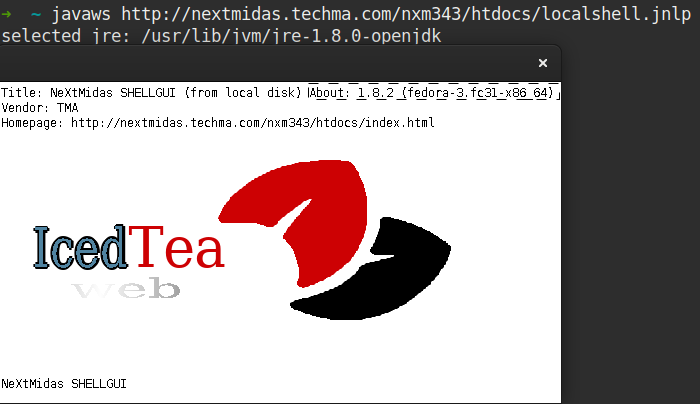 ➜ ~ javaws http://nextmidas.techma.com/nxm343/htdocs/localshell.jnlp
selected jre: /usr/lib/jvm/jre-1.8.0-openjdk
×
Title: NeXtMidas SHELLGUI (from local disk) About: 1.8.2 (fedora-3.fc31-x86_64)
Vendor: TMA
Homepage: http://nextmidas.techma.com/nxm343/htdocs/index.html
IcedTea
web
NeXtMidas SHELLGUI